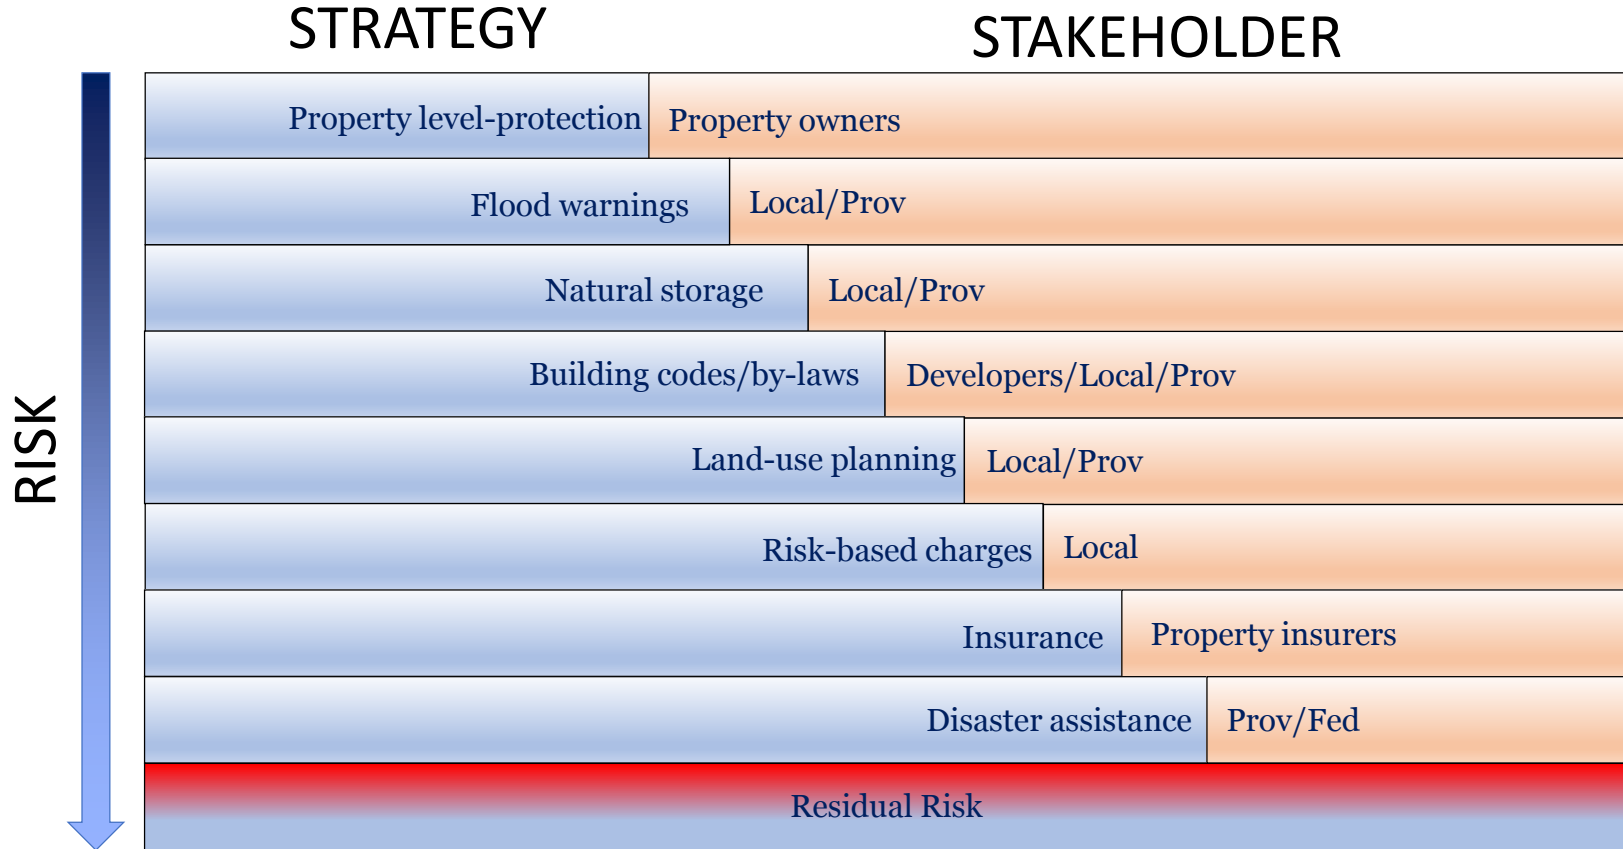 STRATEGY
STAKEHOLDER
RISK
Property level-protection
Property owners
Flood warnings
Local/Prov
Natural storage
Local/Prov
Building codes/by-laws
Developers/Local/Prov
Land-use planning
Local/Prov
Risk-based charges
Local
Insurance
Property insurers
Disaster assistance
Prov/Fed
Residual Risk